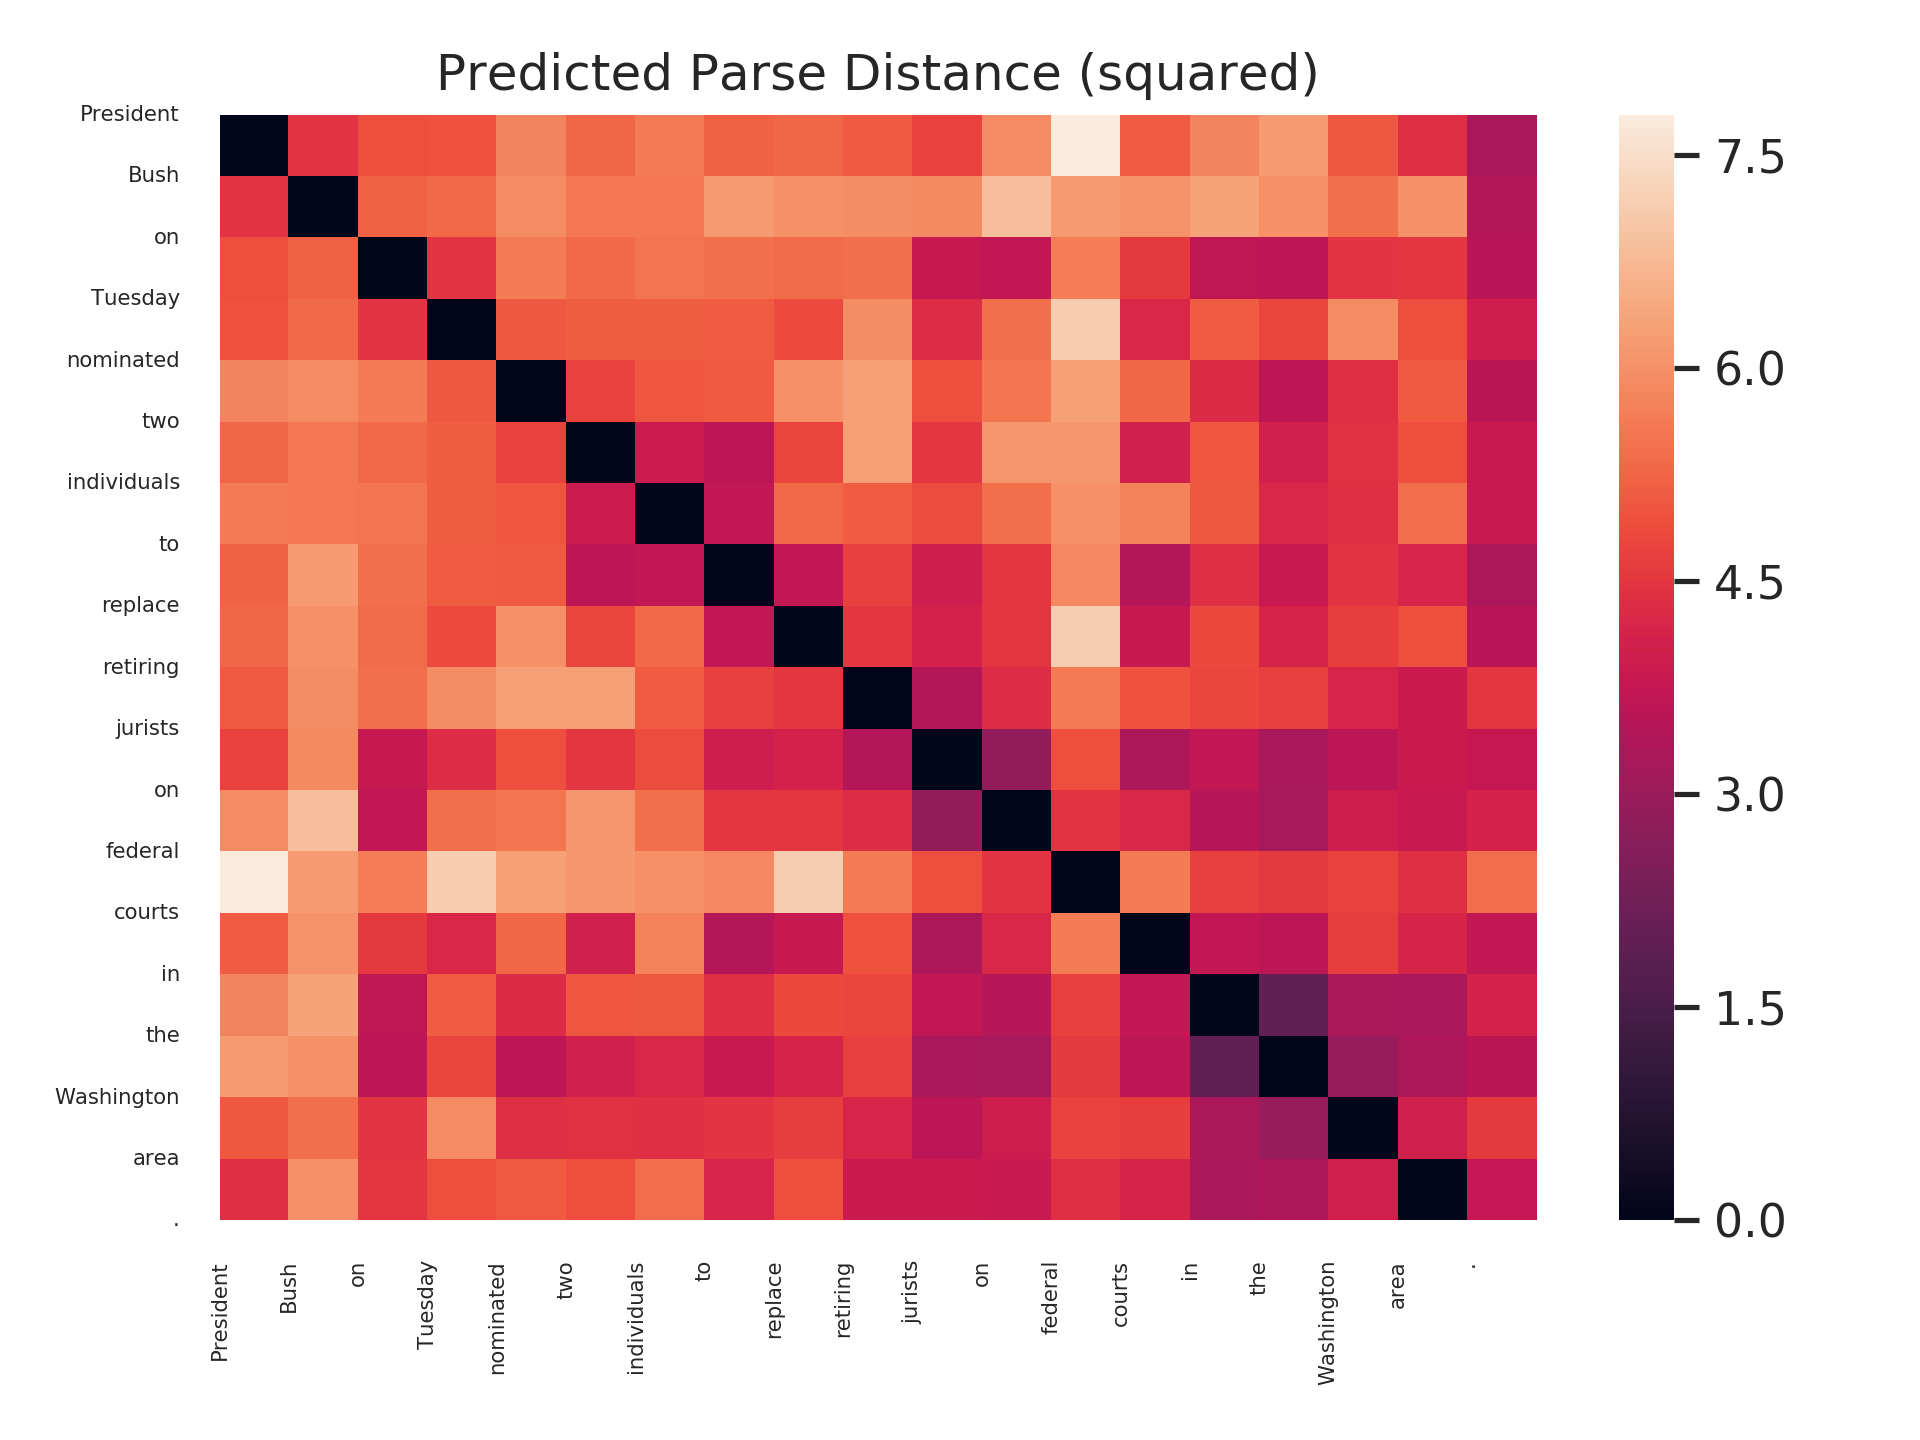 Predicted Parse Distance (squared)
President
Bush
on
Tuesday
nominated
two
individuals
to
replace
retiring
jurists
on
federal
courts
in
the
Washington
area
.
7.5
6.0
4.5
3.0
1.5
0.0
President
Bush
on
Tuesday
nominated
two
individuals
to
replace
retiring
jurists
on
federal
courts
in
the
Washington
area
.